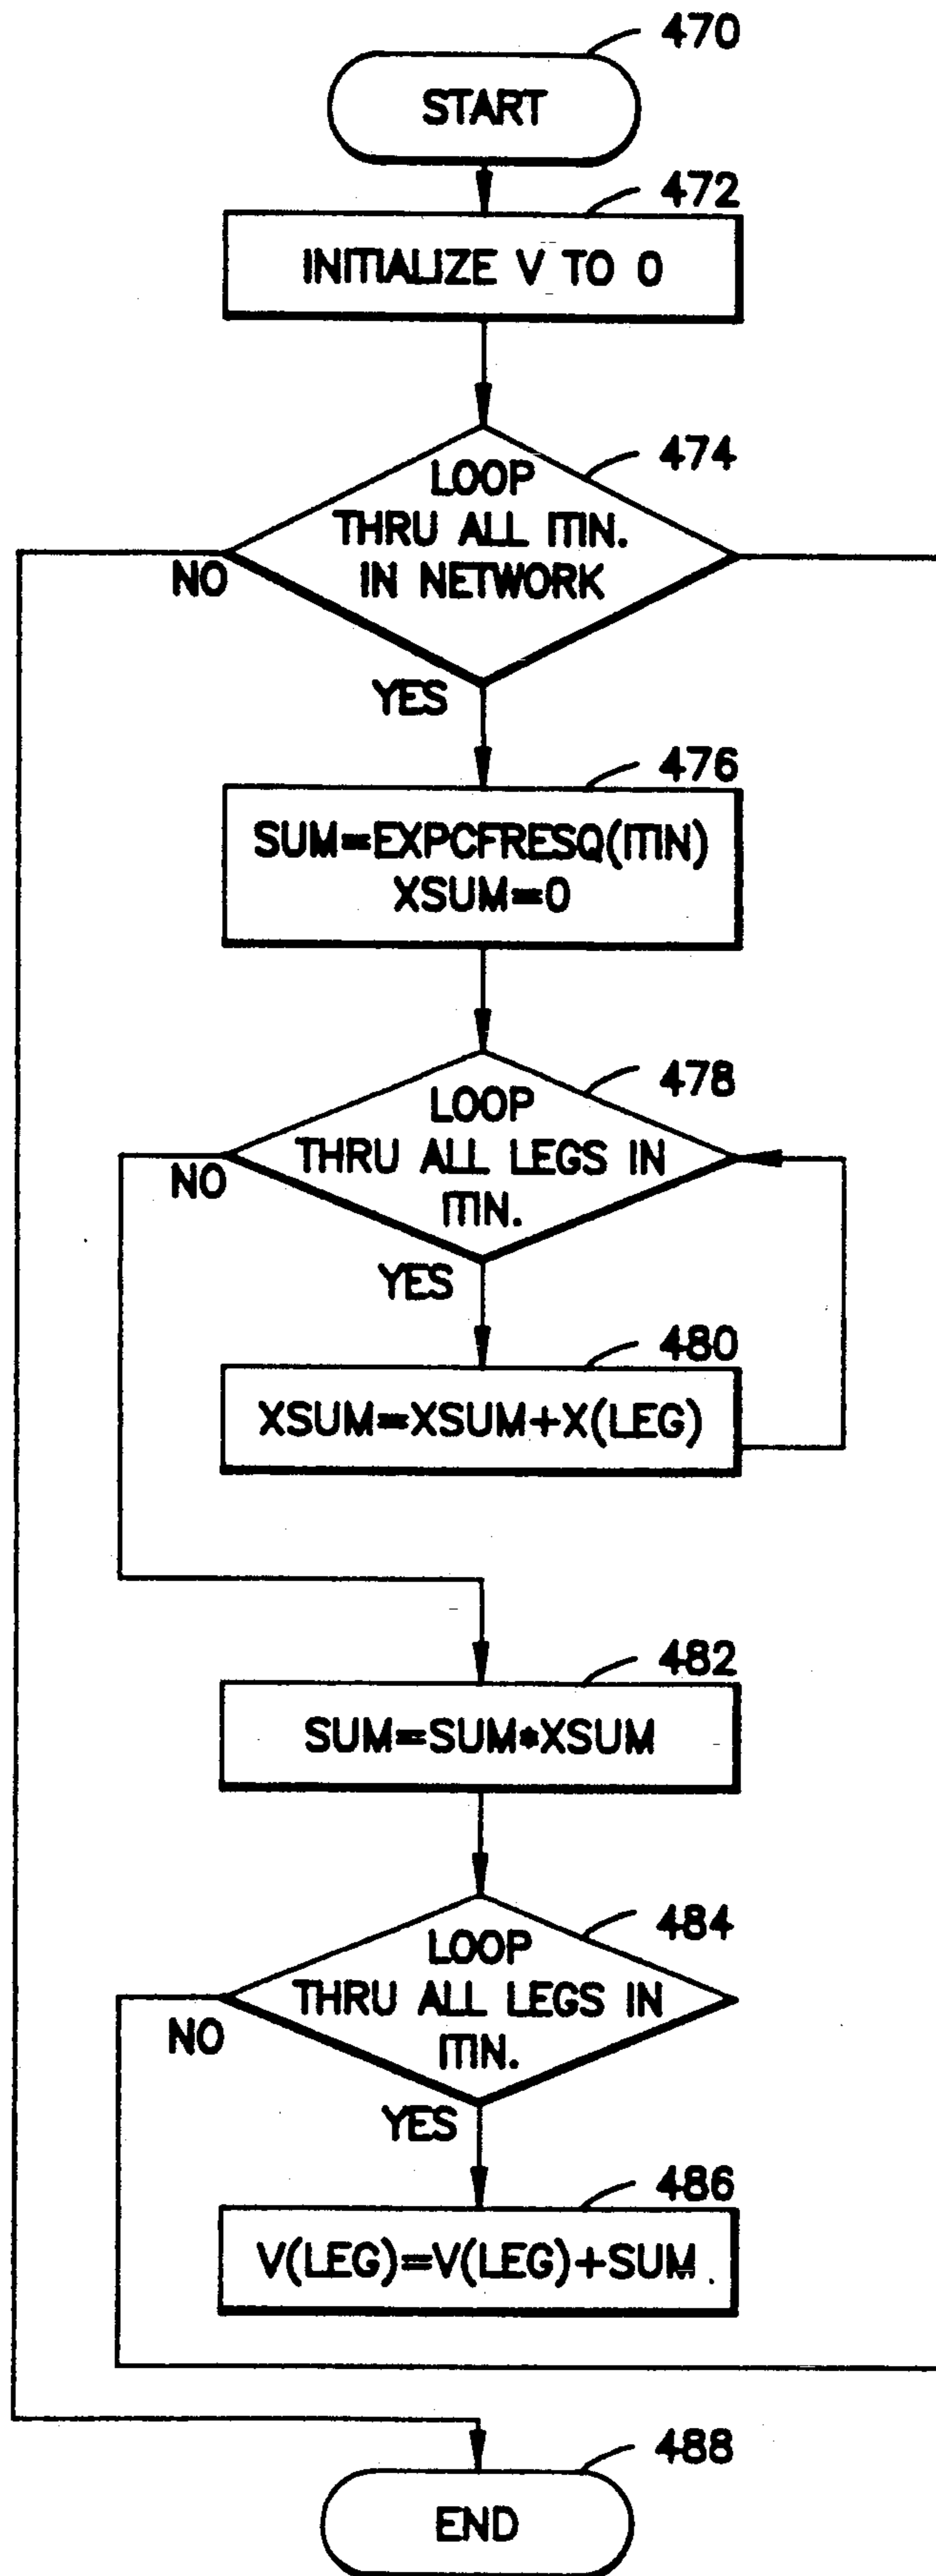 470
START
472
INITIALIZE V TO 0
474
LOOP
THRU ALL ITIN.
IN NETWORK
NO
YES
476
SUM=EXPCFRESQ(ITIN)
XSUM=0
478
LOOP
THRU ALL LEGS IN
ITIN.
NO
YES
480
XSUM=XSUM+X(LEG)
482
SUM=SUM*XSUM
484
LOOP
THRU ALL LEGS IN
ITIN.
NO
YES
486
V(LEG)=V(LEG)+SUM
488
END